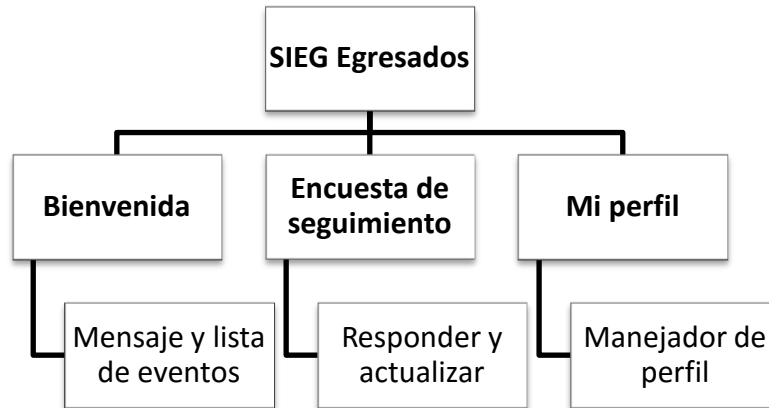 SIEG Egresados
Bienvenida
Encuesta de
seguimiento
Mi perfil
Mensaje y lista
de eventos
Responder y
actualizar
Manejador de
perfil